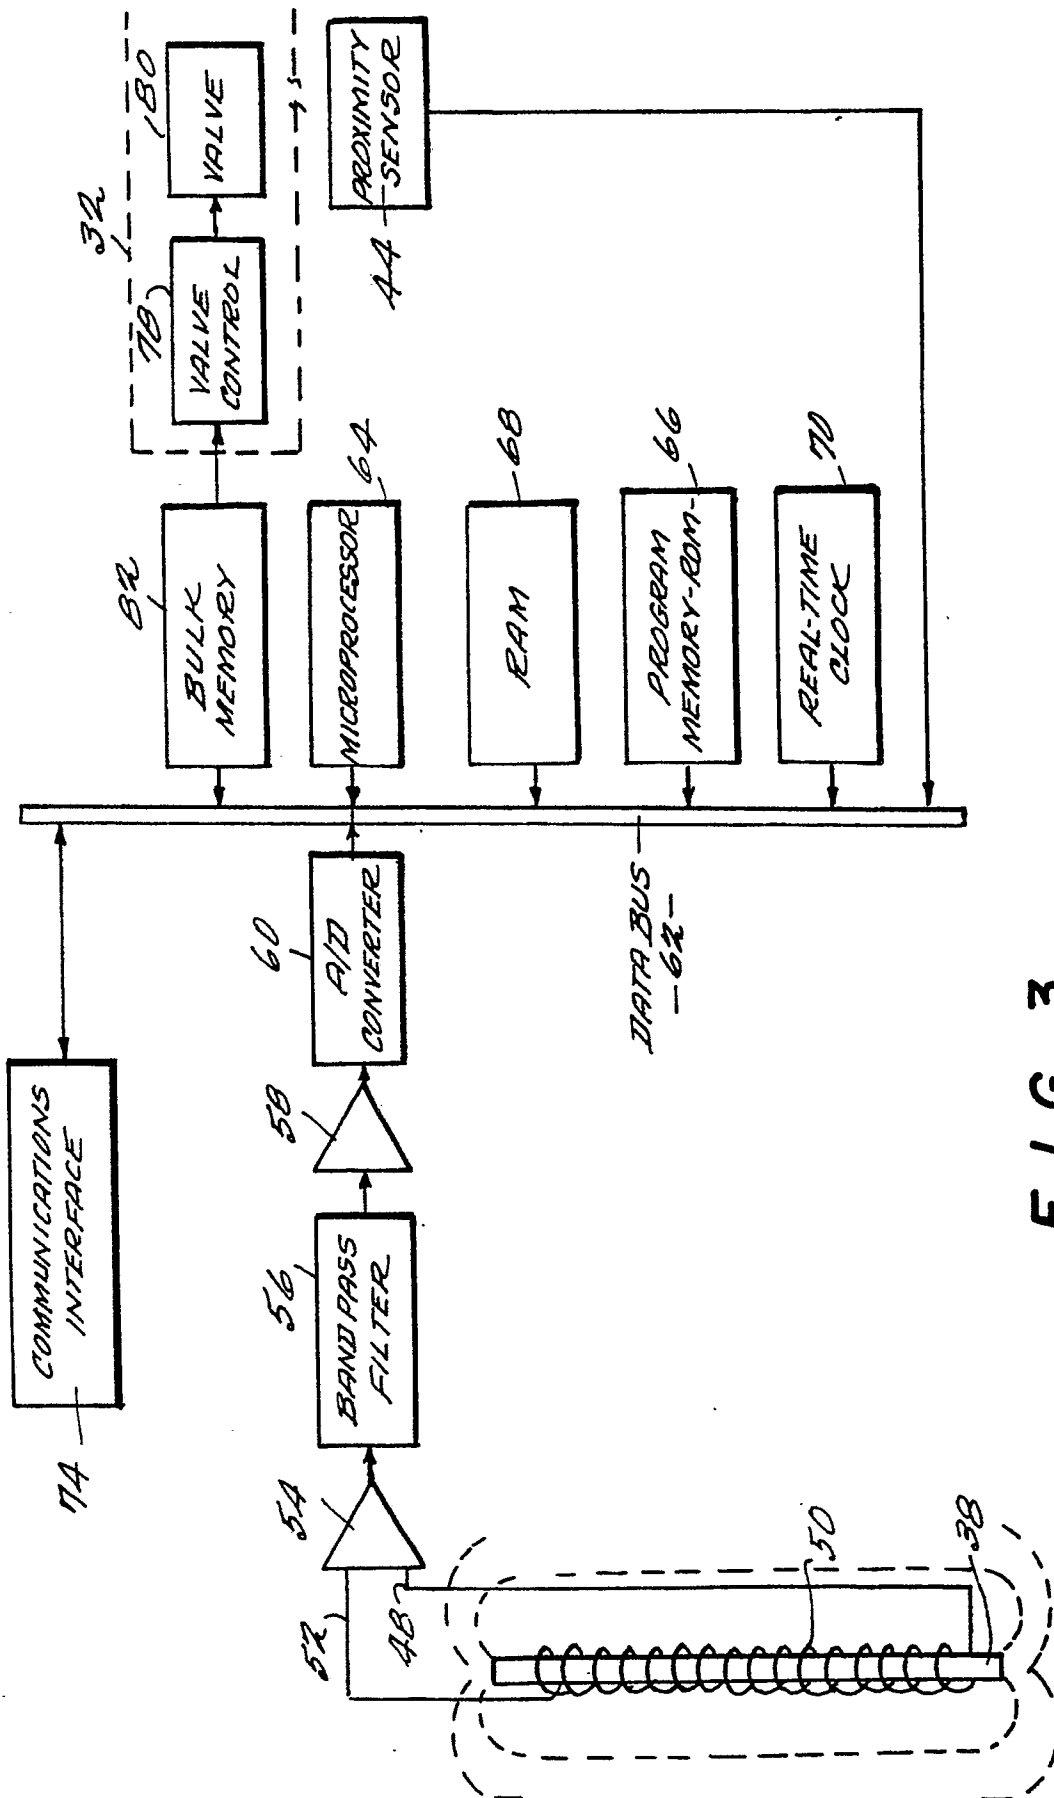 COMMUNICATIONS
INTERFACE
74
54
52
48
50
38
BAND PASS
FILTER
56
58
A/D
CONVERTER
60
DATA BUS
-62-
BULK
MEMORY
82
MICROPROCESSOR
64
RAM
68
PROGRAM
MEMORY-ROM-
66
REAL-TIME
CLOCK
70
VALVE
CONTROL
78
VALVE
80
32
PROXIMITY
SENSOR
44
FIG 3